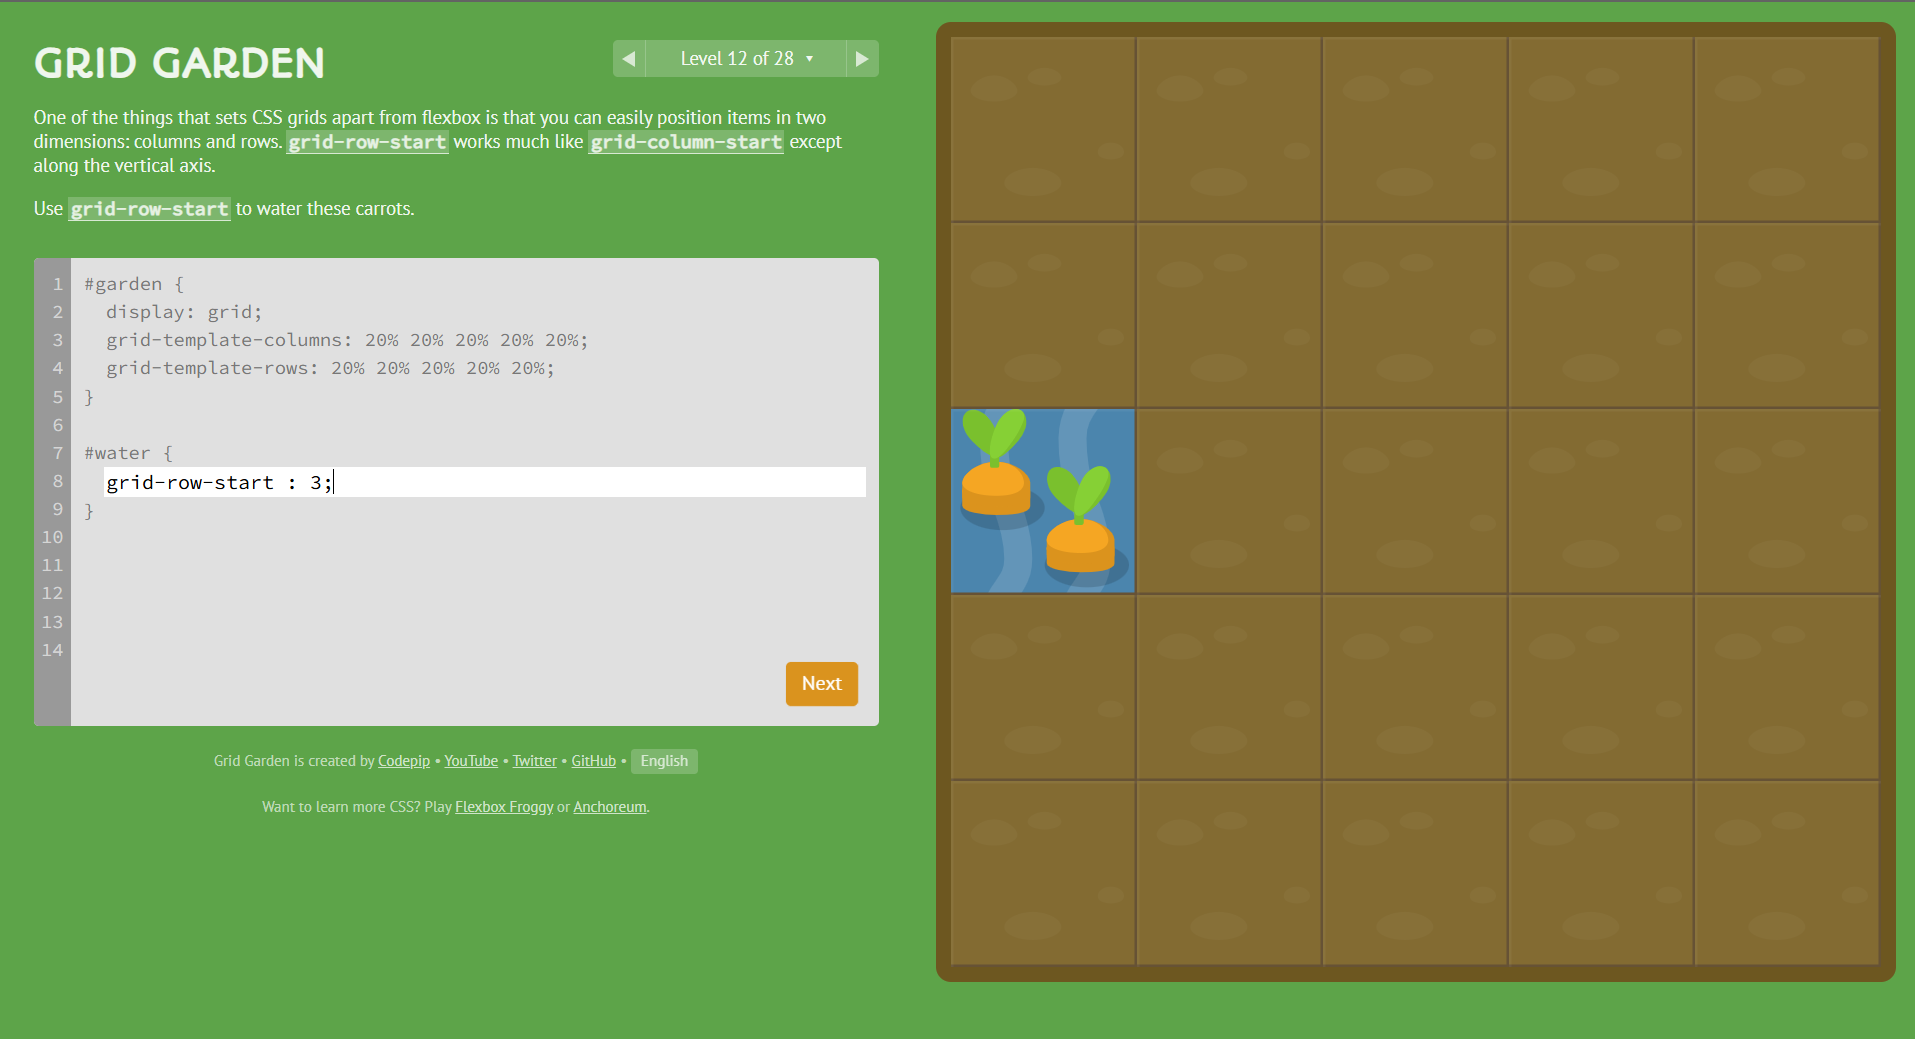 GRID GARDEN
◀ Level 12 of 28 ▾ ▶
One of the things that sets CSS grids apart from flexbox is that you can easily position items in two
dimensions: columns and rows. grid-row-start works much like grid-column-start except
along the vertical axis.
Use grid-row-start to water these carrots.
1 #garden {
2 display: grid;
3 grid-template-columns: 20% 20% 20% 20% 20%;
4 grid-template-rows: 20% 20% 20% 20% 20%;
5 }
6
7 #water {
8 grid-row-start : 3;
9 }
10
11
12
13
14
Next
Grid Garden is created by Codepip • YouTube • Twitter • GitHub • English
Want to learn more CSS? Play Flexbox Froggy or Anchoreum.